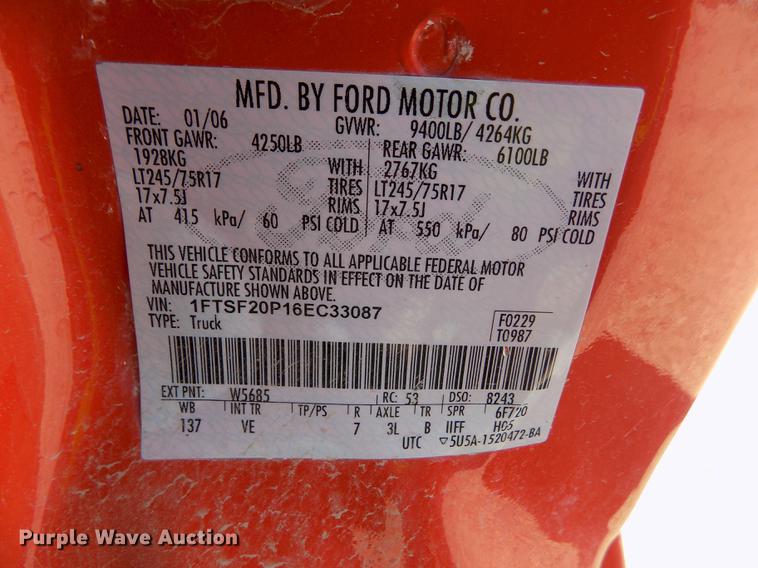 MFD. BY FORD MOTOR CO.
DATE: 01/06 GVWR: 9400LB/ 4264KG
FRONT GAWR: 4250LB REAR GAWR: 6100LB
1928KG WITH 2767KG WITH
LT245/75R17 TIRES LT245/75R17 TIRES
17x7.5J RIMS 17x7.5J RIMS
AT 415 kPa/ 60 PSI COLD AT 550 kPa/ 80 PSI COLD
Ford
THIS VEHICLE CONFORMS TO ALL APPLICABLE FEDERAL MOTOR
VEHICLE SAFETY STANDARDS IN EFFECT ON THE DATE OF
MANUFACTURE SHOWN ABOVE.
VIN: 1FTSF20P16EC33087 F0229
TYPE: Truck T0987
EXT PNT: W5685 RC: 53 DSO: 8243
WB INT TR TP/PS R AXLE TR SPR 6F720
137 VE 7 3L B IIFF H05
UTC ▽5U5A-1520472-BA
Purple Wave Auction